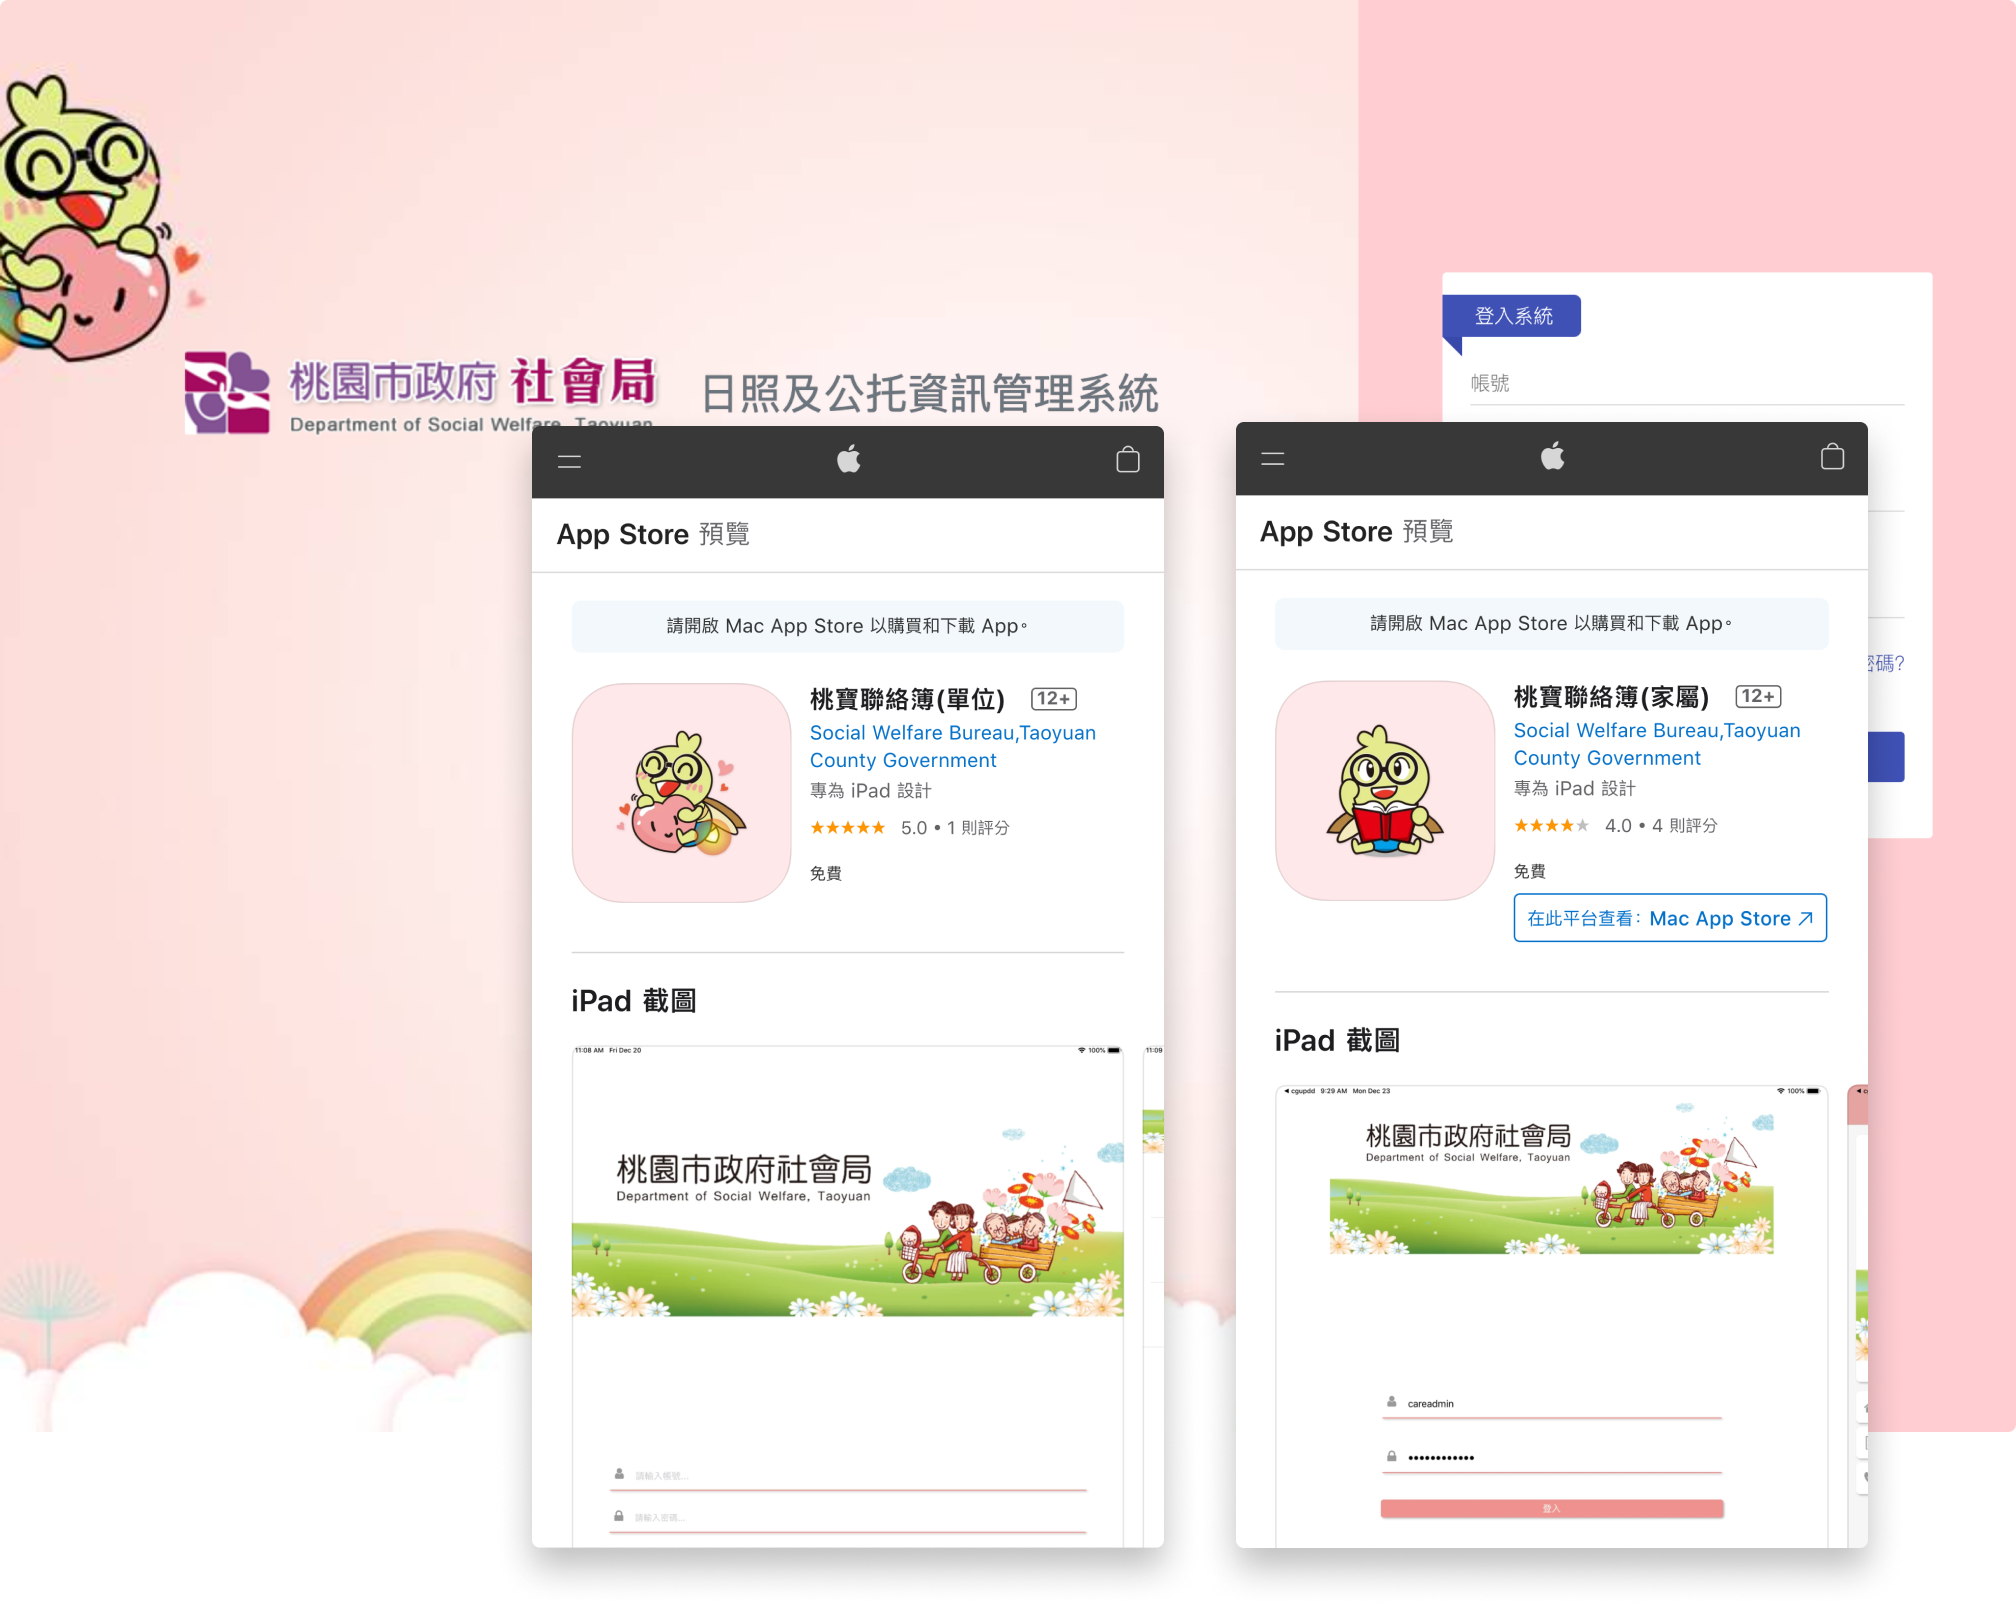 桃園市政府 社會局
Department of Social Welfare, Taoyuan
日照及公托資訊管理系統
登入系統
帳號
密碼?
App Store 預覽
請開啟 Mac App Store 以購買和下載 App。
桃寶聯絡簿(單位) 12+
Social Welfare Bureau,Taoyuan
County Government
專為 iPad 設計
★★★★★ 5.0 • 1 則評分
免費
iPad 截圖
11:08 AM Fri Dec 20
100%
11:09
桃園市政府社會局
Department of Social Welfare, Taoyuan
請輸入帳號...
請輸入密碼...
App Store 預覽
請開啟 Mac App Store 以購買和下載 App。
桃寶聯絡簿(家屬) 12+
Social Welfare Bureau,Taoyuan
County Government
專為 iPad 設計
★★★★★ 4.0 • 4 則評分
免費
在此平台查看: Mac App Store ↗
iPad 截圖
◀ cgupdd 9:29 AM Mon Dec 23
100%
桃園市政府社會局
Department of Social Welfare, Taoyuan
careadmin
••••••••••••
登入